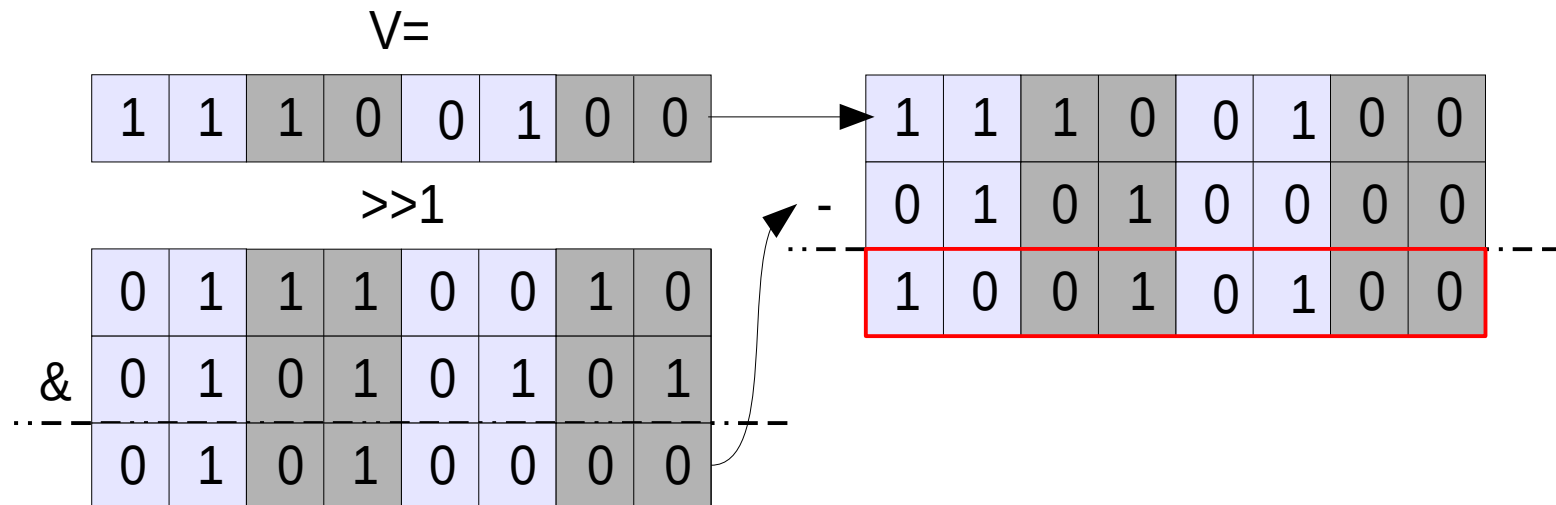 V=
1 1 1 0 0 1 0 0
>>1
0 1 1 1 0 0 1 0
& 0 1 0 1 0 1 0 1
0 1 0 1 0 0 0 0
1 1 1 0 0 1 0 0
- 0 1 0 1 0 0 0 0
1 0 0 1 0 1 0 0